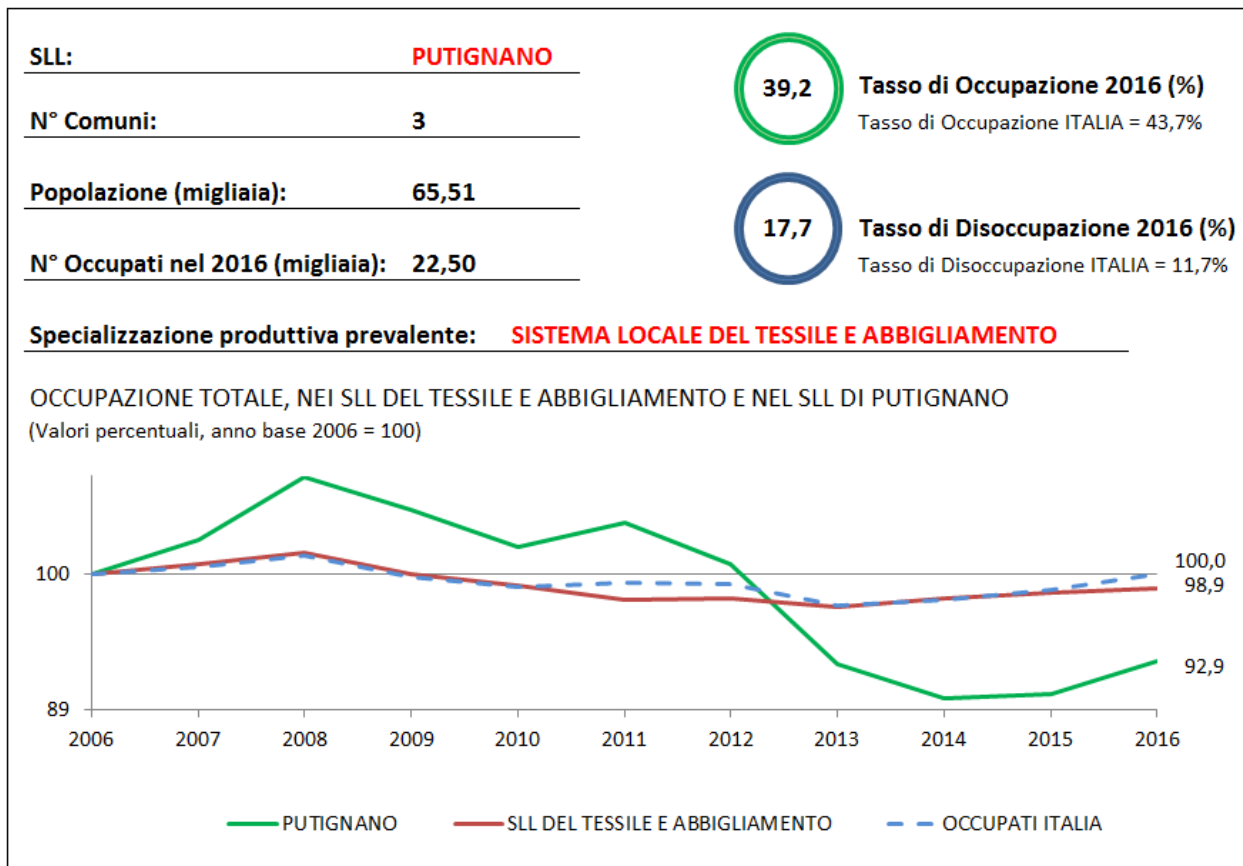 SLL: PUTIGNANO
N° Comuni: 3
Popolazione (migliaia): 65,51
N° Occupati nel 2016 (migliaia): 22,50
39,2 Tasso di Occupazione 2016 (%)
Tasso di Occupazione ITALIA = 43,7%
17,7 Tasso di Disoccupazione 2016 (%)
Tasso di Disoccupazione ITALIA = 11,7%
Specializzazione produttiva prevalente: SISTEMA LOCALE DEL TESSILE E ABBIGLIAMENTO
OCCUPAZIONE TOTALE, NEI SLL DEL TESSILE E ABBIGLIAMENTO E NEL SLL DI PUTIGNANO
(Valori percentuali, anno base 2006 = 100)
100
89
100,0
98,9
92,9
2006 2007 2008 2009 2010 2011 2012 2013 2014 2015 2016
PUTIGNANO SLL DEL TESSILE E ABBIGLIAMENTO OCCUPATI ITALIA